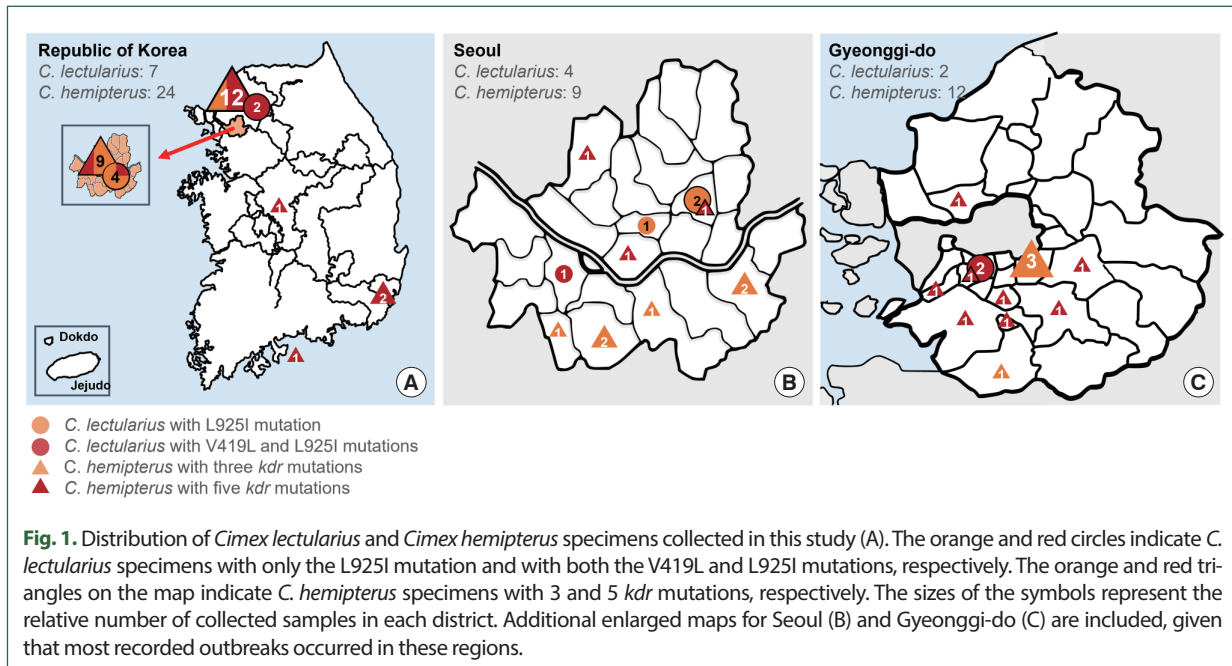 Republic of Korea
C. lectularius: 7
C. hemipterus: 24
12
2
9
4
1
2
1
Dokdo
Jejudo
A
Seoul
C. lectularius: 4
C. hemipterus: 9
1
2
1
1
1
1
2
1
1
2
B
Gyeonggi-do
C. lectularius: 2
C. hemipterus: 12
1
3
1
2
1
1
1
1
1
1
1
C
C. lectularius with L925I mutation
C. lectularius with V419L and L925I mutations
C. hemipterus with three kdr mutations
C. hemipterus with five kdr mutations
Fig. 1. Distribution of Cimex lectularius and Cimex hemipterus specimens collected in this study (A). The orange and red circles indicate C.
lectularius specimens with only the L925I mutation and with both the V419L and L925I mutations, respectively. The orange and red tri-
angles on the map indicate C. hemipterus specimens with 3 and 5 kdr mutations, respectively. The sizes of the symbols represent the
relative number of collected samples in each district. Additional enlarged maps for Seoul (B) and Gyeonggi-do (C) are included, given
that most recorded outbreaks occurred in these regions.